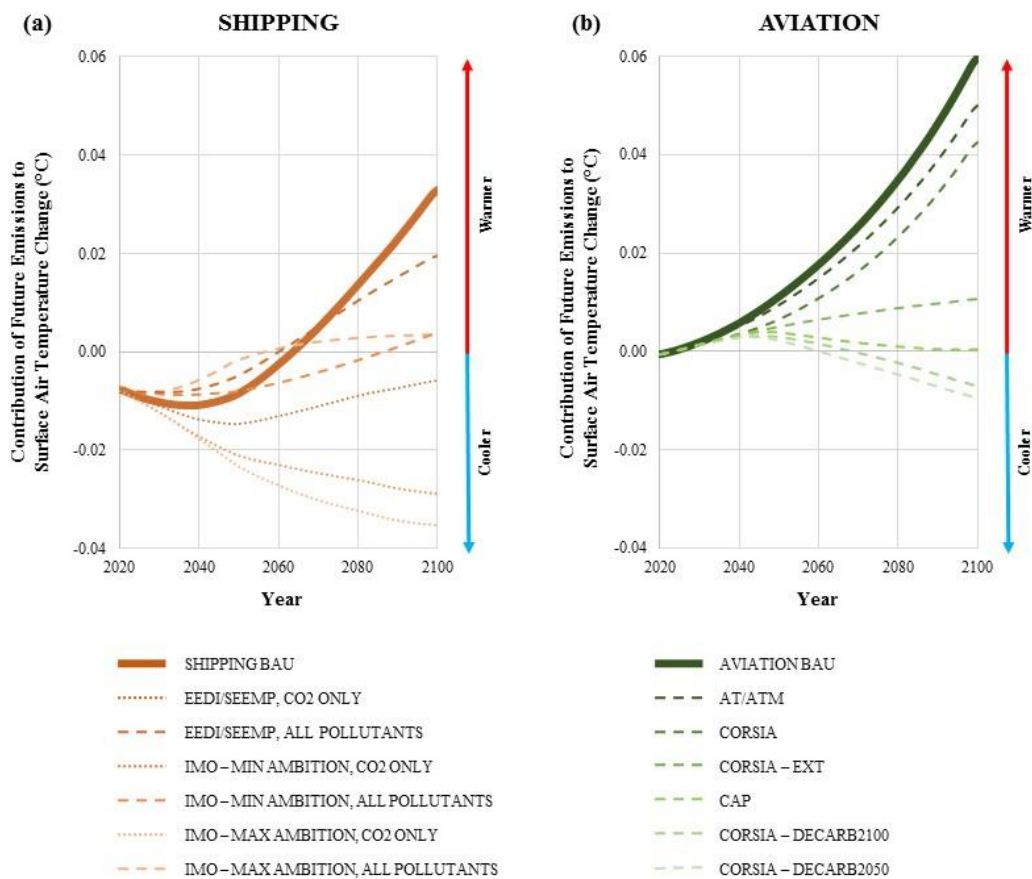 (a) SHIPPING
Contribution of Future Emissions to
Surface Air Temperature Change (°C)
0.06
0.04
0.02
0.00
-0.02
-0.04
2020 2040 2060 2080 2100
Year
Warmer
Cooler
(b) AVIATION
Contribution of Future Emissions to
Surface Air Temperature Change (°C)
0.06
0.04
0.02
0.00
-0.02
-0.04
2020 2040 2060 2080 2100
Year
Warmer
Cooler
SHIPPING BAU
EEDI/SEEMP, CO2 ONLY
EEDI/SEEMP, ALL POLLUTANTS
IMO – MIN AMBITION, CO2 ONLY
IMO – MIN AMBITION, ALL POLLUTANTS
IMO – MAX AMBITION, CO2 ONLY
IMO – MAX AMBITION, ALL POLLUTANTS
AVIATION BAU
AT/ATM
CORSIA
CORSIA – EXT
CAP
CORSIA – DECARB2100
CORSIA – DECARB2050